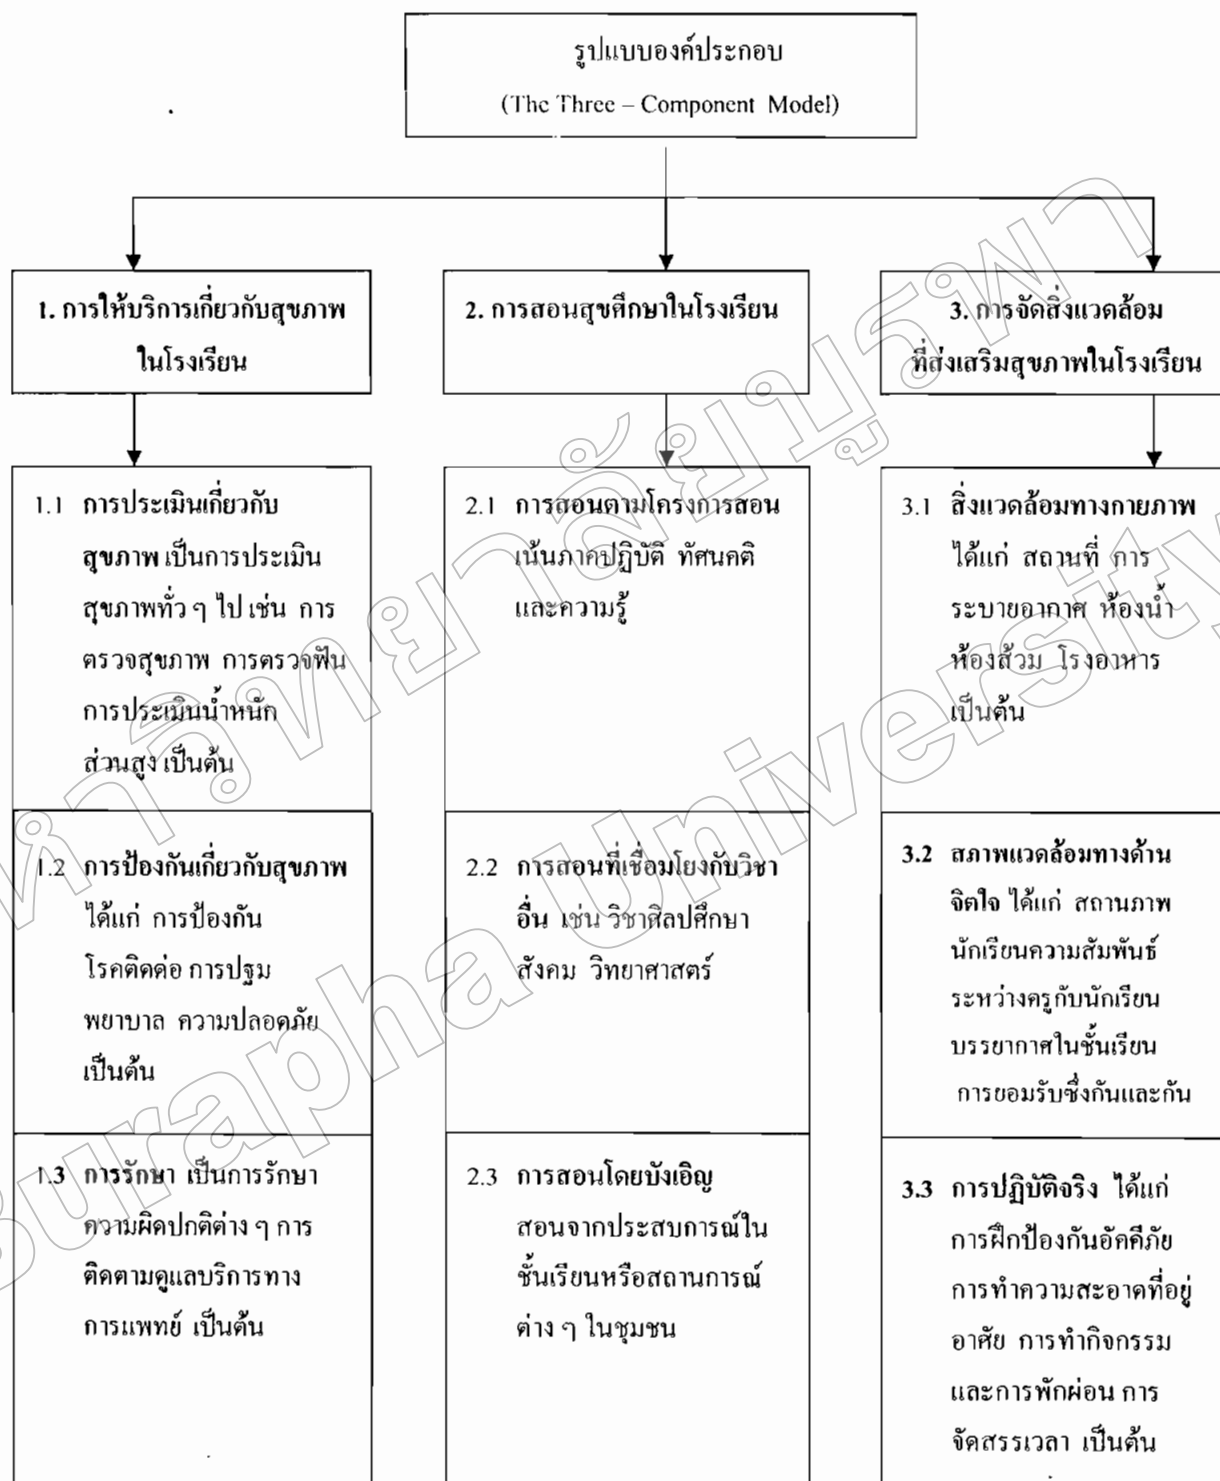 รูปแบบองค์ประกอบ
(The Three – Component Model)
1. การให้บริการเกี่ยวกับสุขภาพ
ในโรงเรียน
2. การสอนสุขศึกษาในโรงเรียน
3. การจัดสิ่งแวดล้อม
ที่ส่งเสริมสุขภาพในโรงเรียน
1.1 การประเมินเกี่ยวกับ
สุขภาพ เป็นการประเมิน
สุขภาพทั่ว ๆ ไป เช่น การ
ตรวจสุขภาพ การตรวจฟัน
การประเมินน้ำหนัก
ส่วนสูง เป็นต้น
1.2 การป้องกันเกี่ยวกับสุขภาพ
ได้แก่ การป้องกัน
โรคติดต่อ การปฐม
พยาบาล ความปลอดภัย
เป็นต้น
1.3 การรักษา เป็นการรักษา
ความผิดปกติต่าง ๆ การ
ติดตามดูแลบริการทาง
การแพทย์ เป็นต้น
2.1 การสอนตามโครงการสอน
เน้นภาคปฏิบัติ ทัศนคติ
และความรู้
2.2 การสอนที่เชื่อมโยงกับวิชา
อื่น เช่น วิชาศิลปศึกษา
สังคม วิทยาศาสตร์
2.3 การสอนโดยบังเอิญ
สอนจากประสบการณ์ใน
ชั้นเรียนหรือสถานการณ์
ต่าง ๆ ในชุมชน
3.1 สิ่งแวดล้อมทางกายภาพ
ได้แก่ สถานที่ การ
ระบายอากาศ ห้องน้ำ
ห้องส้วม โรงอาหาร
เป็นต้น
3.2 สภาพแวดล้อมทางด้าน
จิตใจ ได้แก่ สถานภาพ
นักเรียนความสัมพันธ์
ระหว่างครูกับนักเรียน
บรรยากาศในชั้นเรียน
การยอมรับซึ่งกันและกัน
3.3 การปฏิบัติจริง ได้แก่
การฝึกป้องกันอัคคีภัย
การทำความสะอาดที่อยู่
อาศัย การทำกิจกรรม
และการพักผ่อน การ
จัดสรรเวลา เป็นต้น
หาวิทยาลัยบูรพา
Burapha University